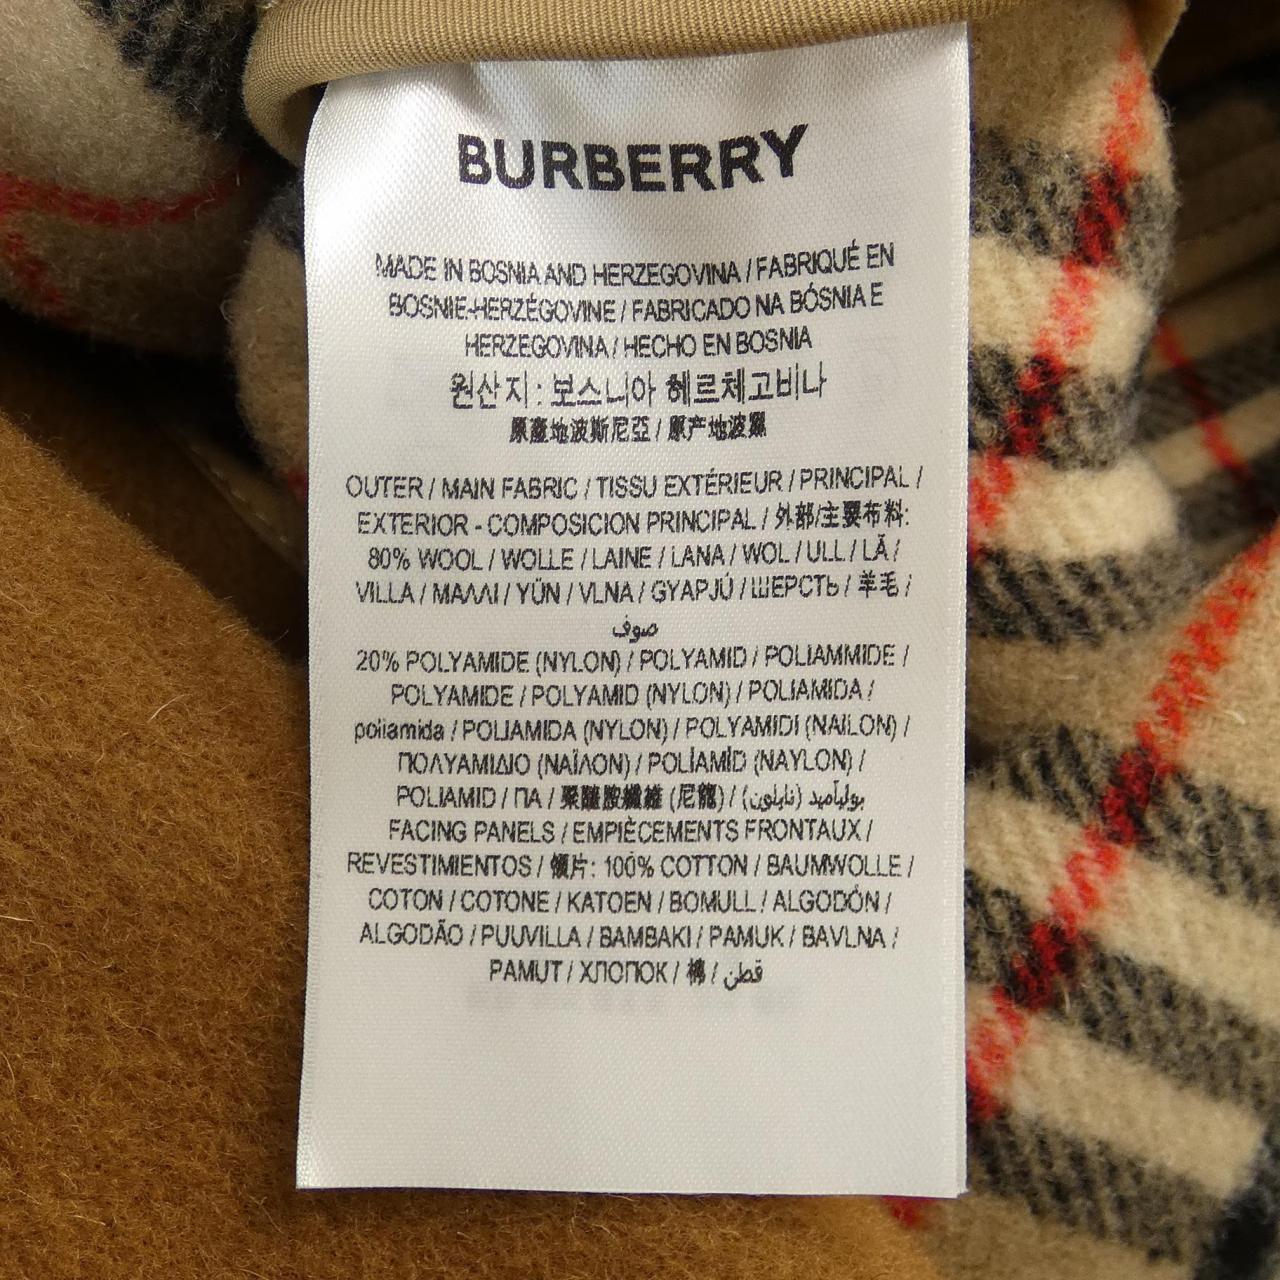 BURBERRY
MADE IN BOSNIA AND HERZEGOVINA / FABRIQUÉ EN
BOSNIE-HERZÉGOVINE / FABRICADO NA BÓSNIA E
HERZEGOVINA / HECHO EN BOSNIA
원산지 : 보스니아 헤르체고비나
原產地波斯尼亞 / 原产地波黑
OUTER / MAIN FABRIC / TISSU EXTÉRIEUR / PRINCIPAL /
EXTERIOR - COMPOSICION PRINCIPAL / 外部/主要布料:
80% WOOL / WOLLE / LAINE / LANA / WOL / ULL / LÃ /
VILLA / ΜΑΛΛΙ / YÜN / VLNA / GYAPJÚ / ШЕРСТЬ / 羊毛 /
صوف
20% POLYAMIDE (NYLON) / POLYAMID / POLIAMMIDE /
POLYAMIDE / POLYAMID (NYLON) / POLIAMIDA /
poliamida / POLIAMIDA (NYLON) / POLYAMIDI (NAILON) /
ΠΟΛΥΑΜΙΔΙΟ (ΝΑΪΛΟΝ) / POLİAMİD (NAYLON) /
POLIAMID / ПА / 聚醯胺纖維 (尼龍) / بوليأميد (نايلون)
FACING PANELS / EMPIÈCEMENTS FRONTAUX /
REVESTIMIENTOS / 領片: 100% COTTON / BAUMWOLLE /
COTON / COTONE / KATOEN / BOMULL / ALGODÓN /
ALGODÃO / PUUVILLA / BAMBAKI / PAMUK / BAVLNA /
PAMUT / ХЛОПОК / 棉 / قطن